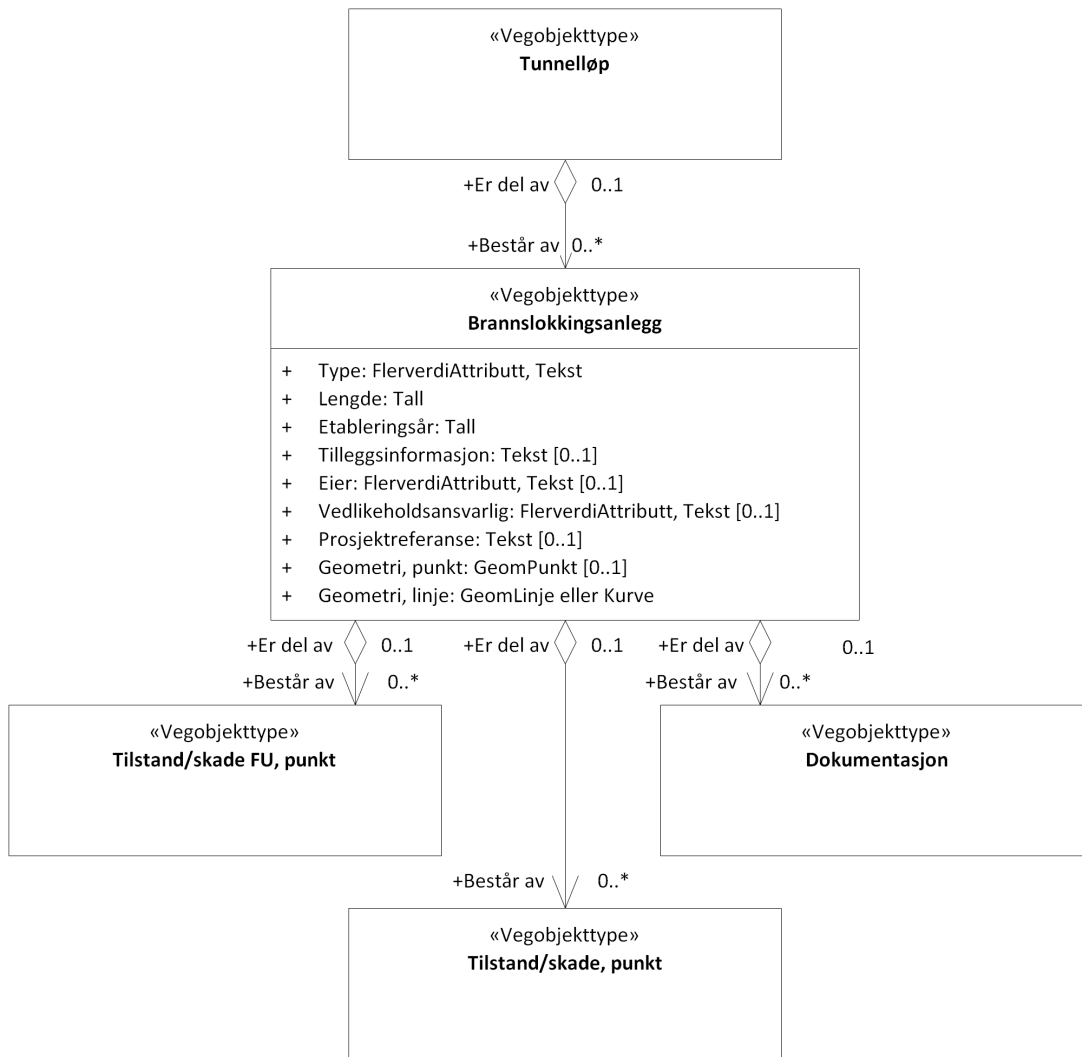 «Vegobjekttype»
Tunnelløp
+Er del av 0..1
+Består av 0..*
«Vegobjekttype»
Brannslokkingsanlegg
+ Type: FlerverdiAttributt, Tekst
+ Lengde: Tall
+ Etableringsår: Tall
+ Tilleggsinformasjon: Tekst [0..1]
+ Eier: FlerverdiAttributt, Tekst [0..1]
+ Vedlikeholdsansvarlig: FlerverdiAttributt, Tekst [0..1]
+ Prosjektreferanse: Tekst [0..1]
+ Geometri, punkt: GeomPunkt [0..1]
+ Geometri, linje: GeomLinje eller Kurve
+Er del av 0..1 +Er del av 0..1 +Er del av 0..1
+Består av 0..* +Består av 0..*
«Vegobjekttype» «Vegobjekttype»
Tilstand/skade FU, punkt Dokumentasjon
+Består av 0..*
«Vegobjekttype»
Tilstand/skade, punkt